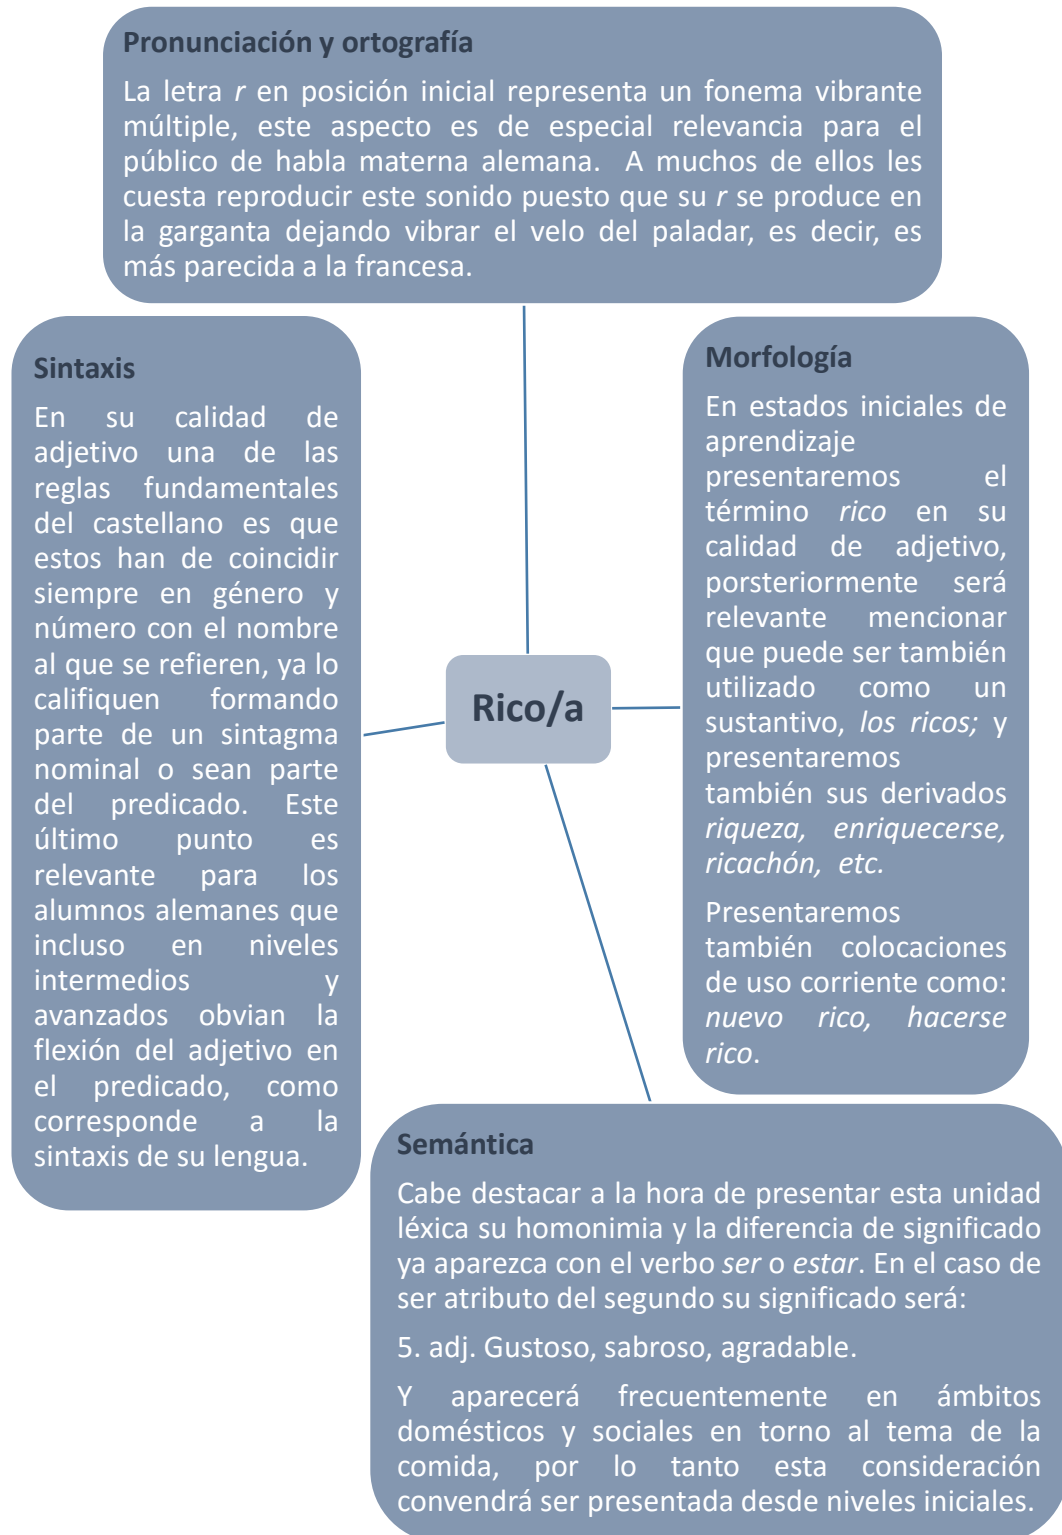 Pronunciación y ortografía
La letra r en posición inicial representa un fonema vibrante
múltiple, este aspecto es de especial relevancia para el
público de habla materna alemana. A muchos de ellos les
cuesta reproducir este sonido puesto que su r se produce en
la garganta dejando vibrar el velo del paladar, es decir, es
más parecida a la francesa.
Sintaxis
En su calidad de
adjetivo una de las
reglas fundamentales
del castellano es que
estos han de coincidir
siempre en género y
número con el nombre
al que se refieren, ya lo
califiquen formando
parte de un sintagma
nominal o sean parte
del predicado. Este
último punto es
relevante para los
alumnos alemanes que
incluso en niveles
intermedios y
avanzados obvian la
flexión del adjetivo en
el predicado, como
corresponde a la
sintaxis de su lengua.
Rico/a
Morfología
En estados iniciales de
aprendizaje
presentaremos el
término rico en su
calidad de adjetivo,
porsteriormente será
relevante mencionar
que puede ser también
utilizado como un
sustantivo, los ricos; y
presentaremos
también sus derivados
riqueza, enriquecerse,
ricachón, etc.
Presentaremos
también colocaciones
de uso corriente como:
nuevo rico, hacerse
rico.
Semántica
Cabe destacar a la hora de presentar esta unidad
léxica su homonimia y la diferencia de significado
ya aparezca con el verbo ser o estar. En el caso de
ser atributo del segundo su significado será:
5. adj. Gustoso, sabroso, agradable.
Y aparecerá frecuentemente en ámbitos
domésticos y sociales en torno al tema de la
comida, por lo tanto esta consideración
convendrá ser presentada desde niveles iniciales.